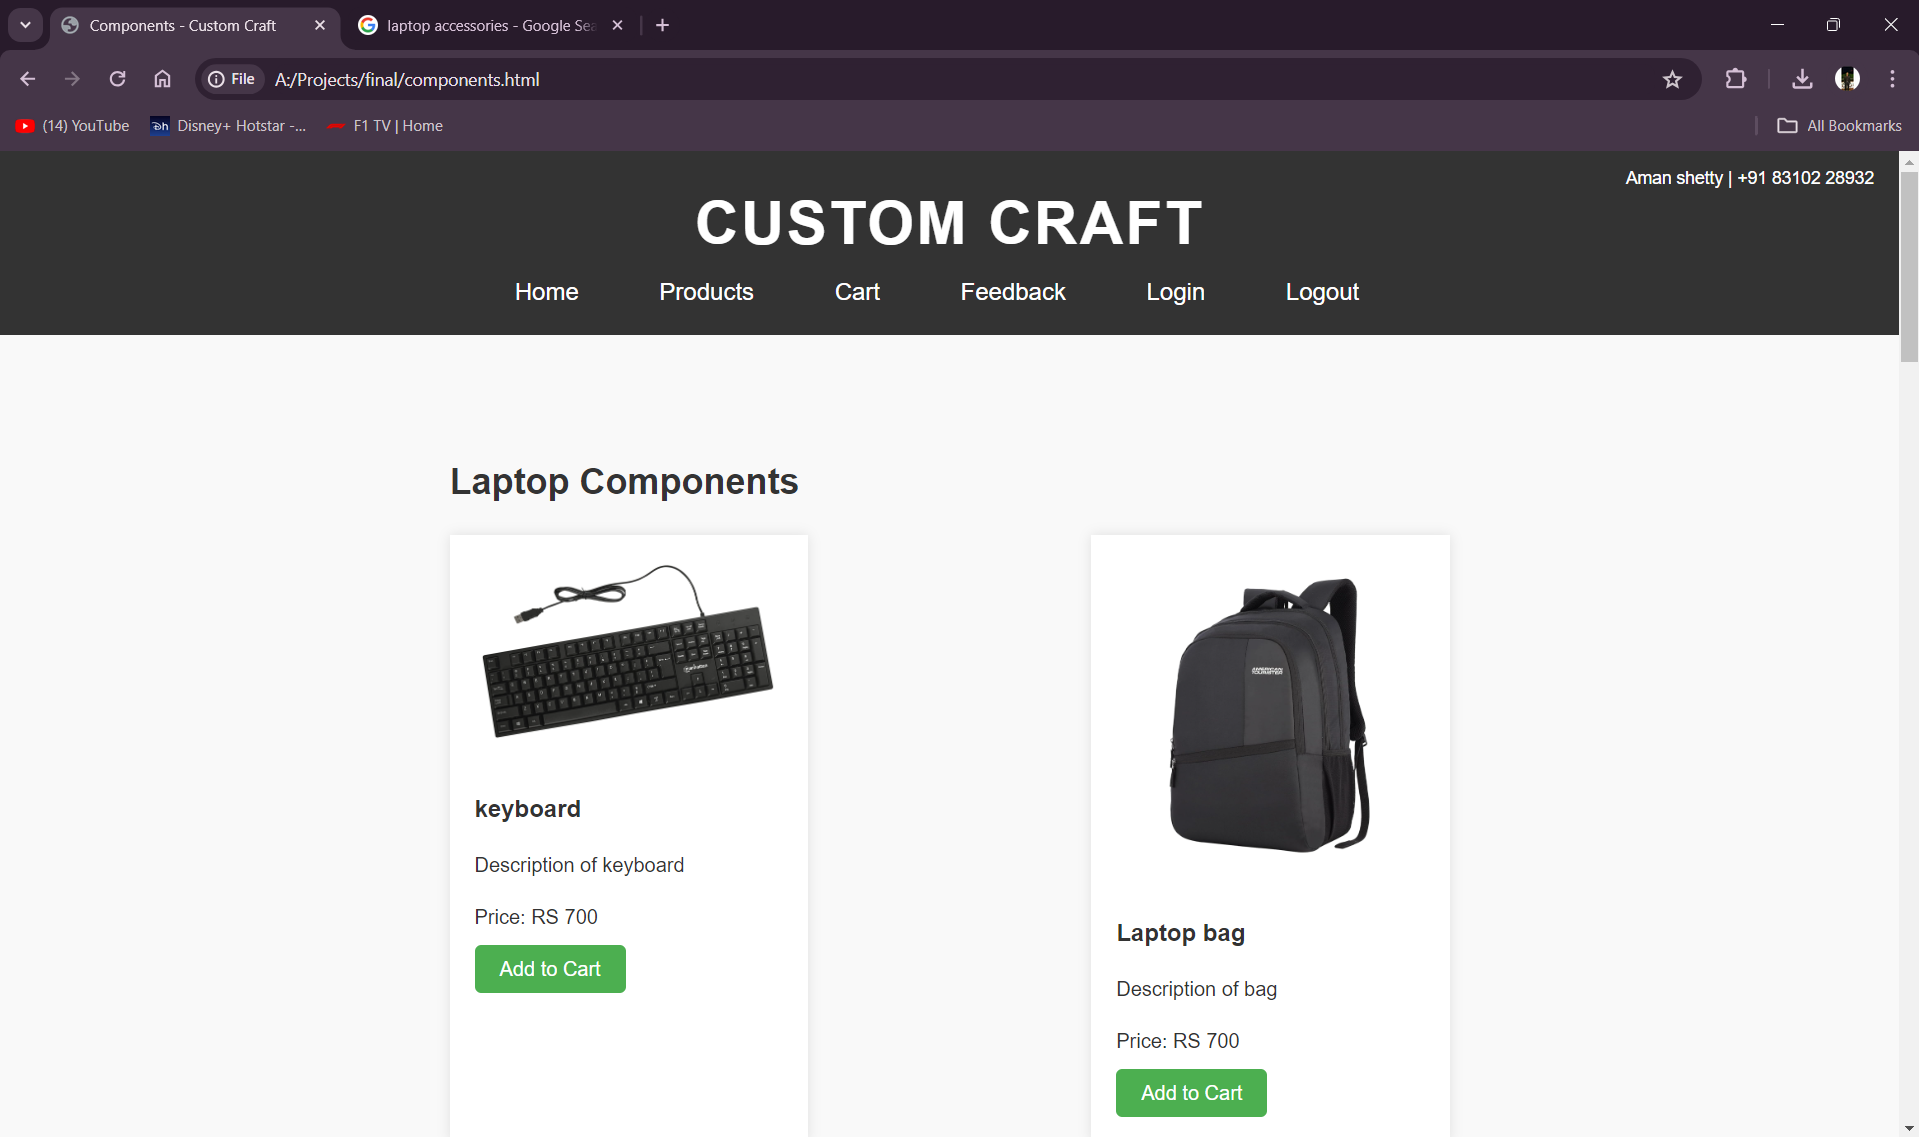 Components - Custom Craft
laptop accessories - Google Sea
File
A:/Projects/final/components.html
(14) YouTube
Disney+ Hotstar -...
F1 TV | Home
All Bookmarks
Aman shetty | +91 83102 28932
CUSTOM CRAFT
Home Products Cart Feedback Login Logout
Laptop Components
keyboard
Description of keyboard
Price: RS 700
Add to Cart
AMERICAN
TOURISTER
Laptop bag
Description of bag
Price: RS 700
Add to Cart